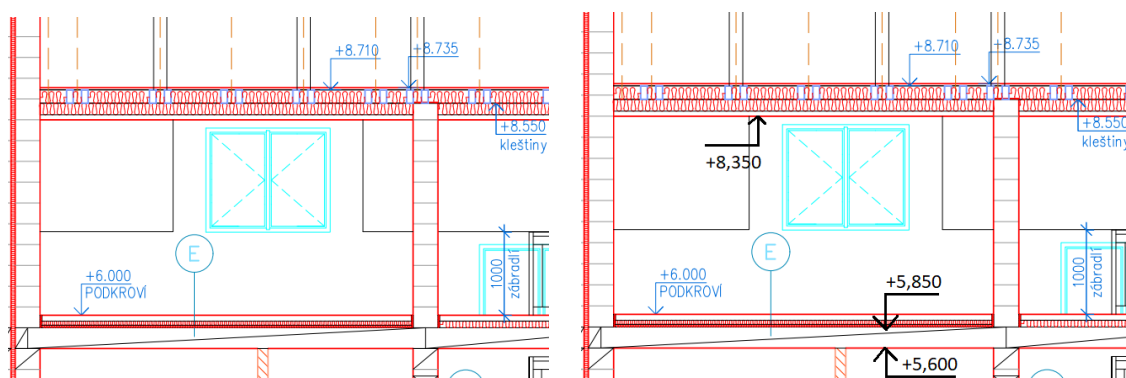 +8.710
+8.735
+8.550
kleštiny
E
1000
zábradlí
+6.000
PODKROVÍ
+8.710
+8.735
+8.550
kleštiny
+8,350
E
1000
zábradlí
+6.000
PODKROVÍ
+5,850
+5,600